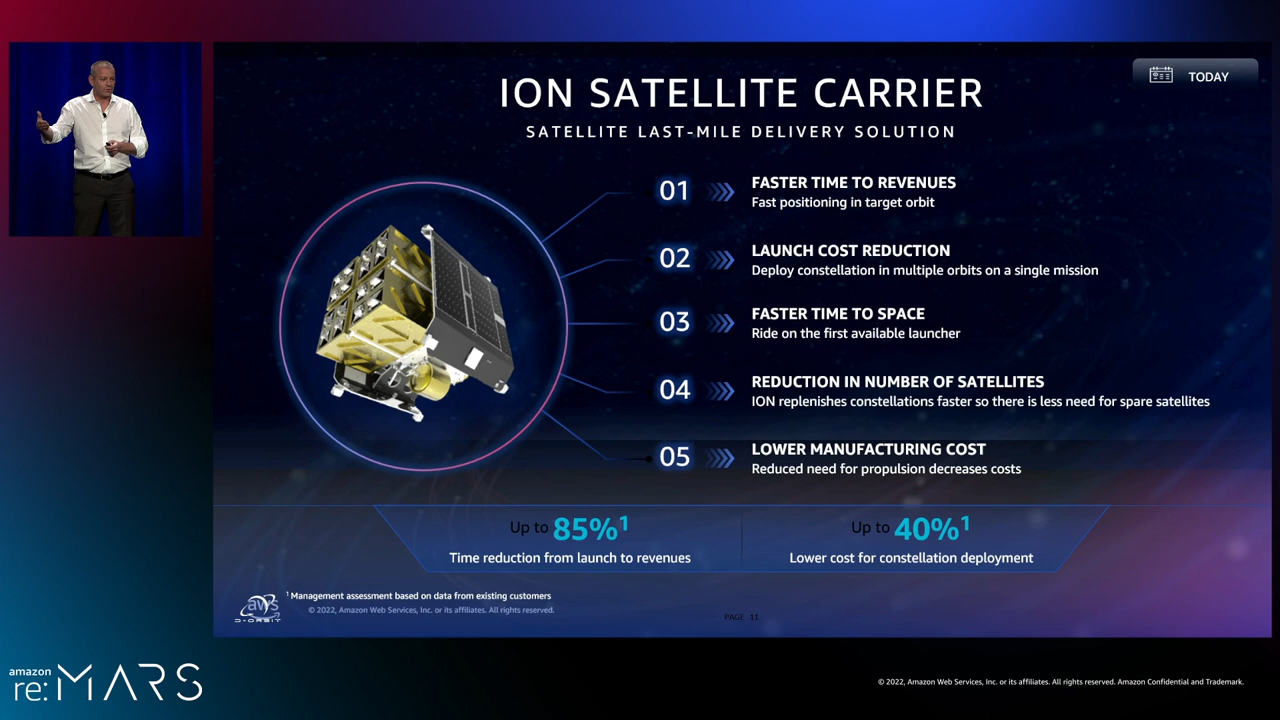 TODAY
ION SATELLITE CARRIER
SATELLITE LAST-MILE DELIVERY SOLUTION
01
FASTER TIME TO REVENUES
Fast positioning in target orbit
02
LAUNCH COST REDUCTION
Deploy constellation in multiple orbits on a single mission
03
FASTER TIME TO SPACE
Ride on the first available launcher
04
REDUCTION IN NUMBER OF SATELLITES
ION replenishes constellations faster so there is less need for spare satellites
05
LOWER MANUFACTURING COST
Reduced need for propulsion decreases costs
Up to 85%¹
Time reduction from launch to revenues
Up to 40%¹
Lower cost for constellation deployment
¹ Management assessment based on data from existing customers
aws
D-ORBIT
© 2022, Amazon Web Services, Inc. or its affiliates. All rights reserved.
PAGE 11
amazon
re:MARS
© 2022, Amazon Web Services, Inc. or its affiliates. All rights reserved. Amazon Confidential and Trademark.